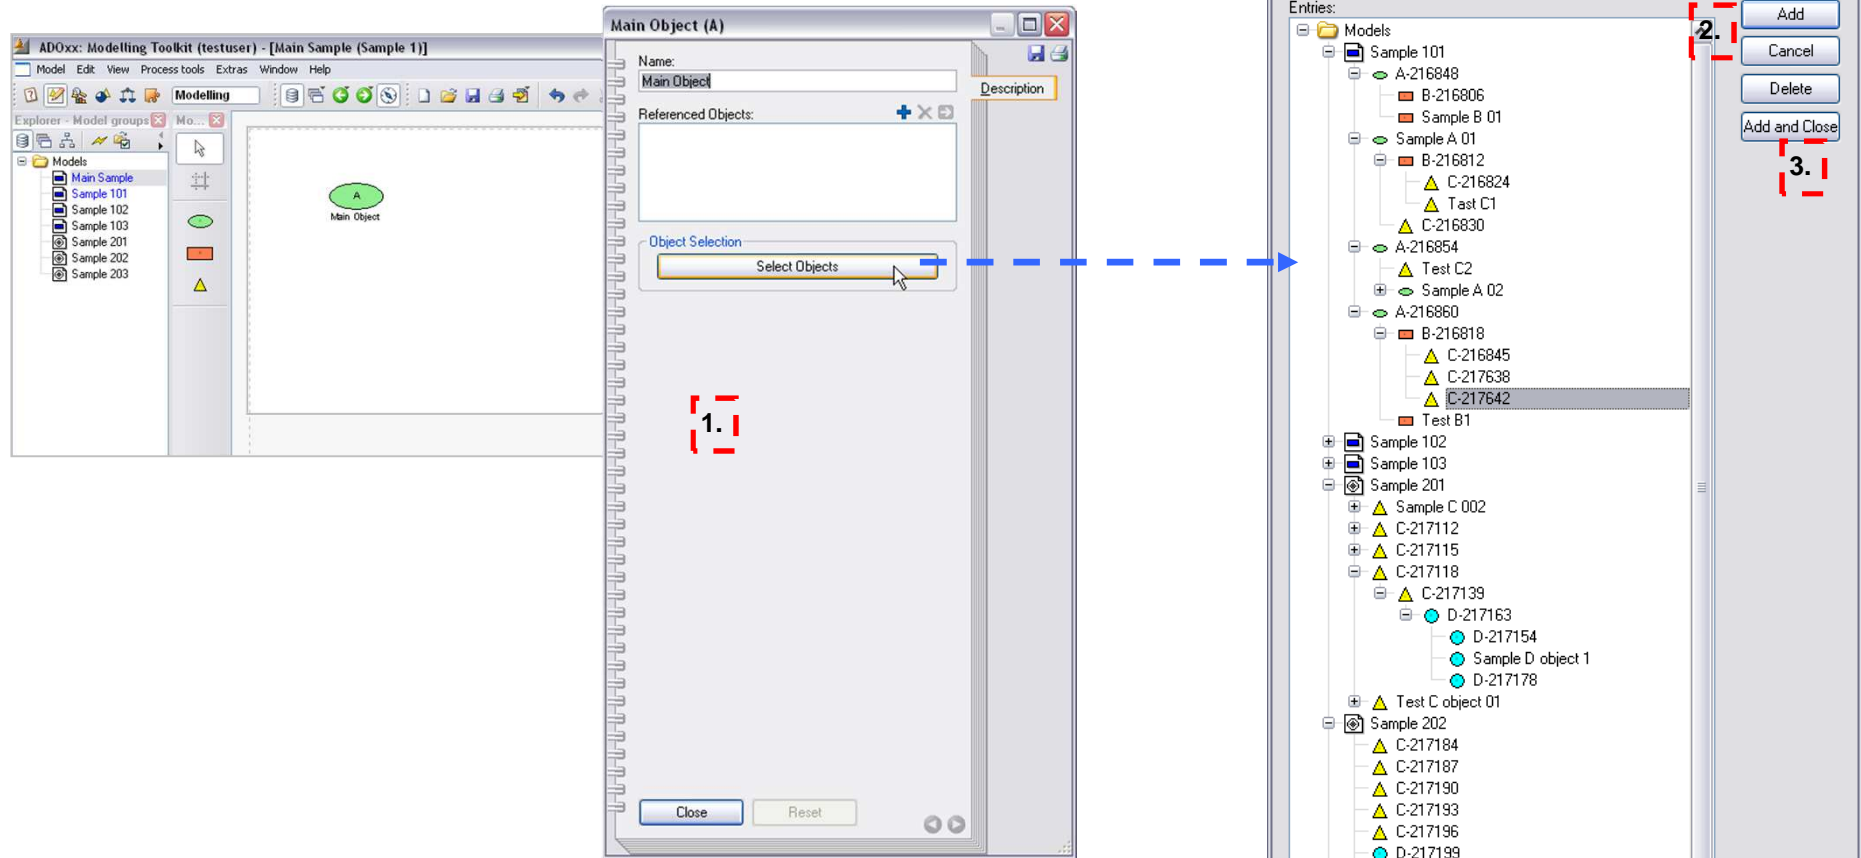 ADOxx: Modelling Toolkit (testuser) - [Main Sample (Sample 1)]
Model Edit View Process tools Extras Window Help
Modelling
Explorer - Model groups
Mo...
Models
Main Sample
Sample 101
Sample 102
Sample 103
Sample 201
Sample 202
Sample 203
A
Main Object
Main Object (A)
Name:
Main Object
Description
Referenced Objects:
Object Selection
Select Objects
1.
Close
Reset
Entries:
Models
Sample 101
A-216848
B-216806
Sample B 01
Sample A 01
B-216812
C-216824
Tast C1
C-216830
A-216854
Test C2
Sample A 02
A-216860
B-216818
C-216845
C-217638
C-217642
Test B1
Sample 102
Sample 103
Sample 201
Sample C 002
C-217112
C-217115
C-217118
C-217139
D-217163
D-217154
Sample D object 1
D-217178
Test C object 01
Sample 202
C-217184
C-217187
C-217190
C-217193
C-217196
D-217199
2.
Add
Cancel
Delete
Add and Close
3.